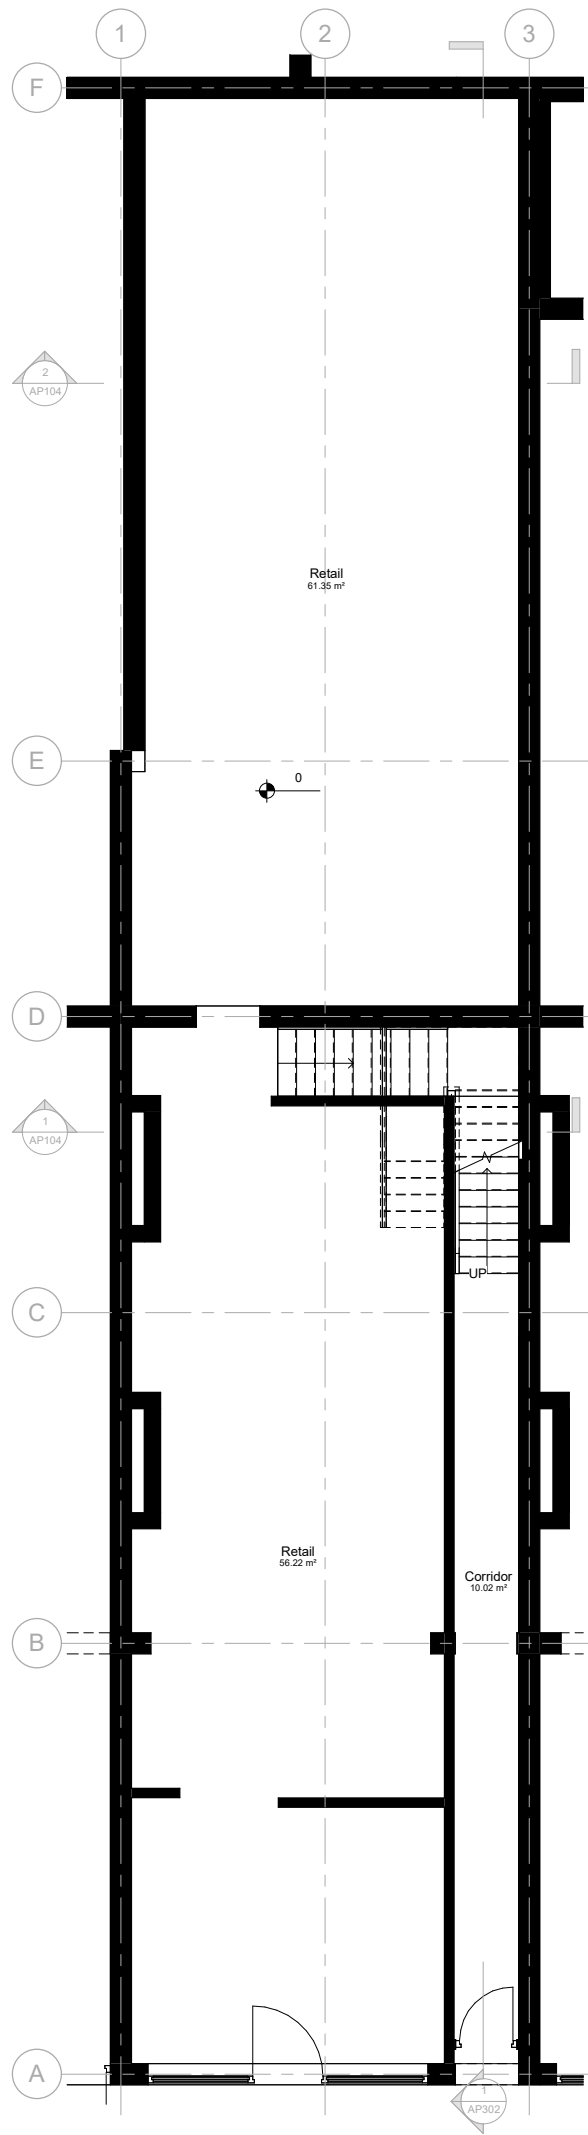 1
2
3
F
2
AP104
Retail
61.35 m²
E
0
D
1
AP104
UP
C
Retail
56.22 m²
Corridor
10.02 m²
B
A
1
AP302